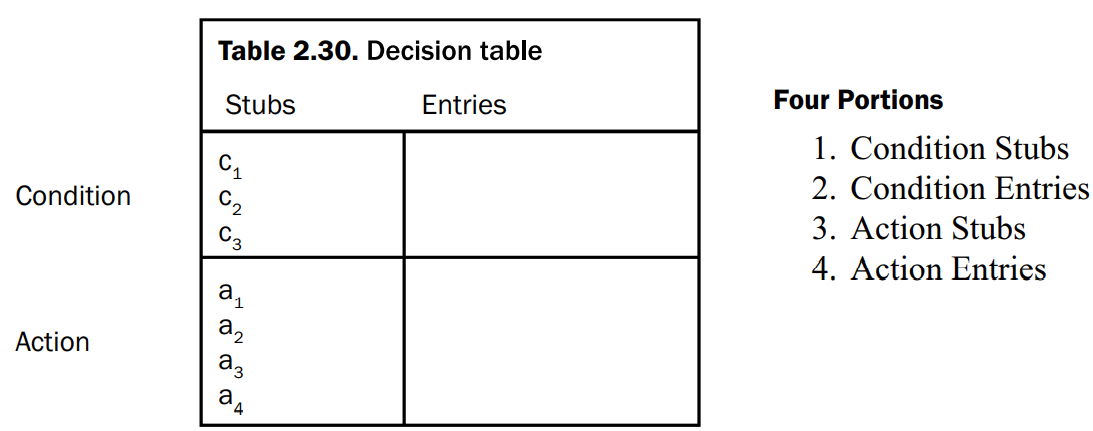 Table 2.30. Decision table
Stubs Entries
Condition
c1
c2
c3
Action
a1
a2
a3
a4
Four Portions
1. Condition Stubs
2. Condition Entries
3. Action Stubs
4. Action Entries